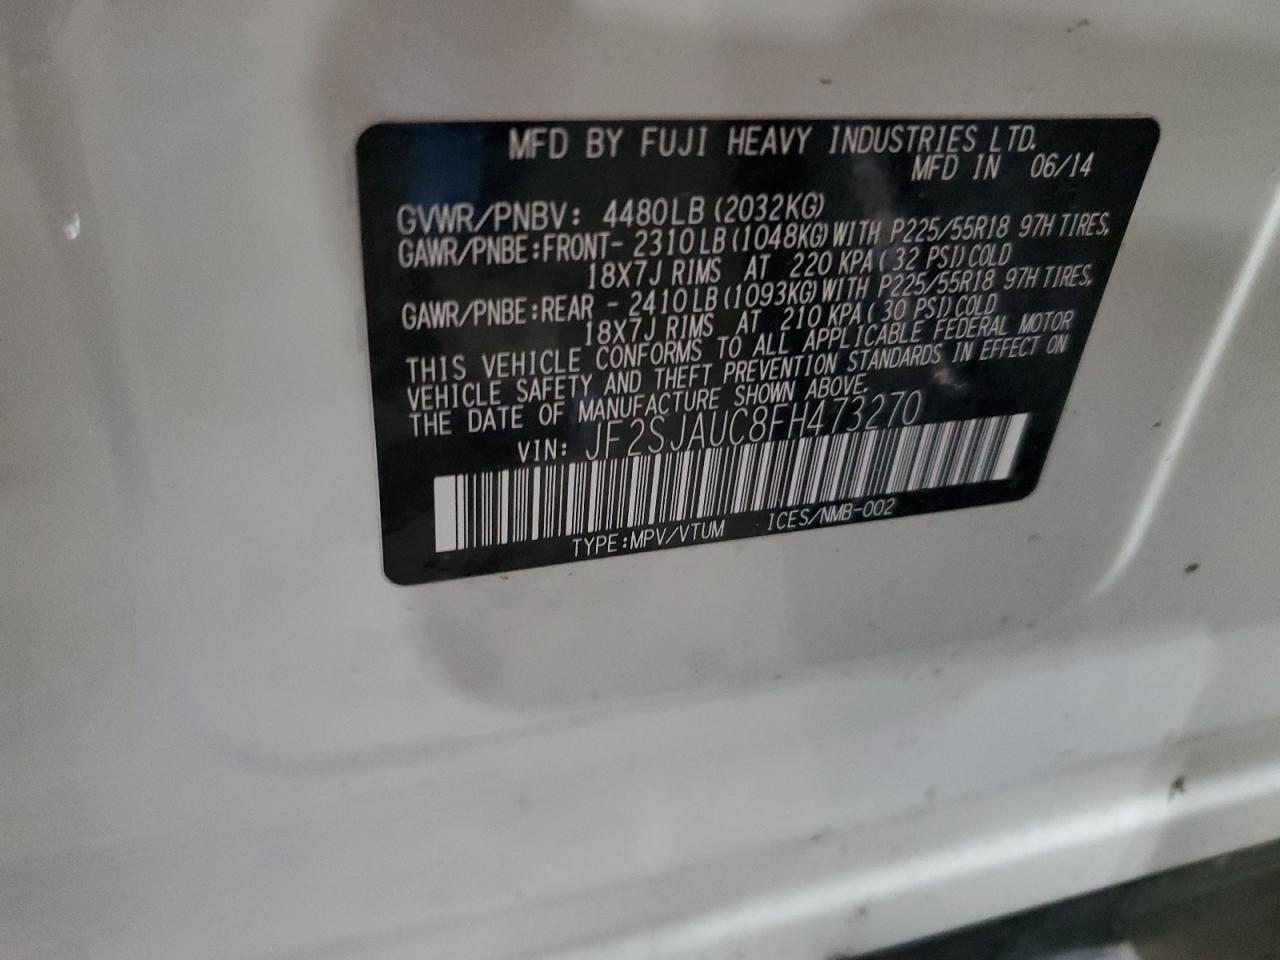 MFD BY FUJI HEAVY INDUSTRIES LTD.
MFD IN 06/14
GVWR/PNBV: 4480LB (2032KG)
GAWR/PNBE:FRONT- 2310LB(1048KG)WITH P225/55R18 97H TIRES,
18X7J RIMS AT 220 KPA( 32 PSI)COLD
GAWR/PNBE:REAR - 2410LB(1093KG)WITH P225/55R18 97H TIRES,
18X7J RIMS AT 210 KPA( 30 PSI)COLD
THIS VEHICLE CONFORMS TO ALL APPLICABLE FEDERAL MOTOR
VEHICLE SAFETY AND THEFT PREVENTION STANDARDS IN EFFECT ON
THE DATE OF MANUFACTURE SHOWN ABOVE.
VIN: JF2SJAUC8FH473270
TYPE:MPV/VTUM ICES/NMB-002